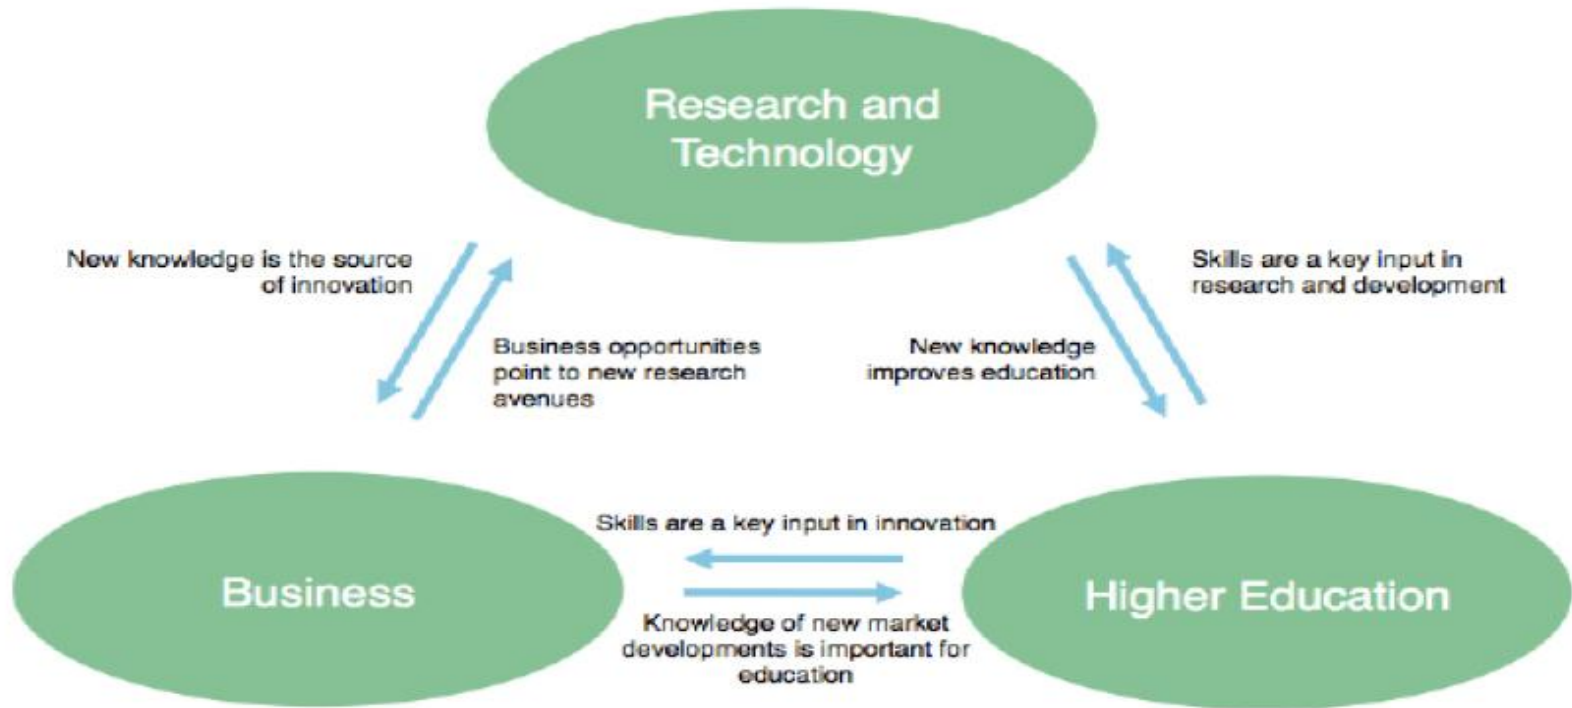 Research and
Technology
New knowledge is the source
of innovation
Skills are a key input in
research and development
Business opportunities
point to new research
avenues
New knowledge
improves education
Skills are a key input in innovation
Business
Higher Education
Knowledge of new market
developments is important for
education